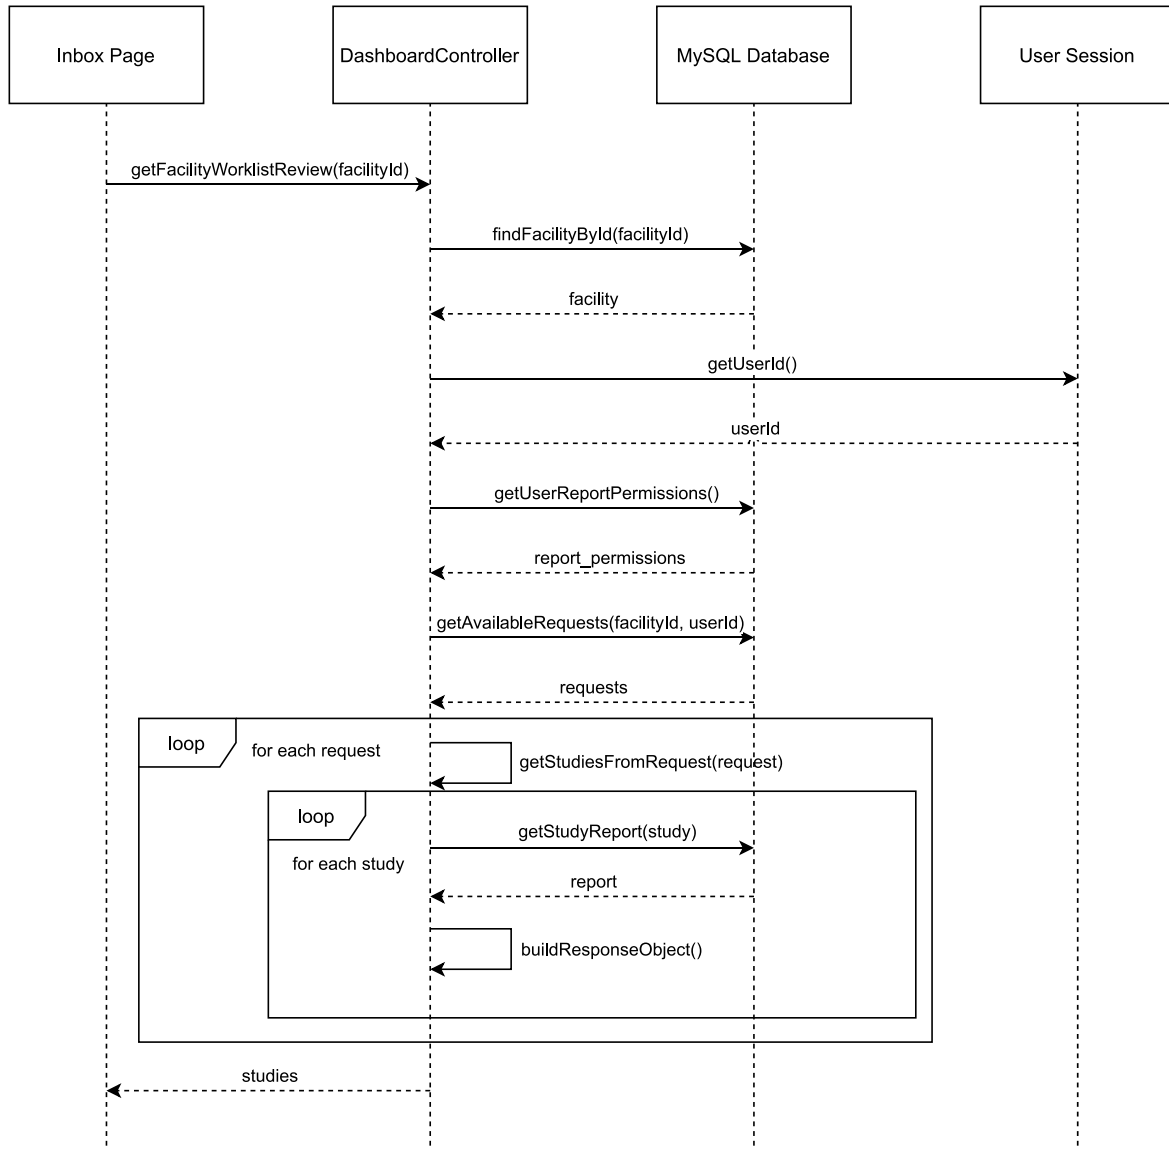 Inbox Page
DashboardController
MySQL Database
User Session
getFacilityWorklistReview(facilityId)
findFacilityById(facilityId)
facility
getUserId()
userId
getUserReportPermissions()
report_permissions
getAvailableRequests(facilityId, userId)
requests
loop
for each request
getStudiesFromRequest(request)
loop
getStudyReport(study)
for each study
report
buildResponseObject()
studies